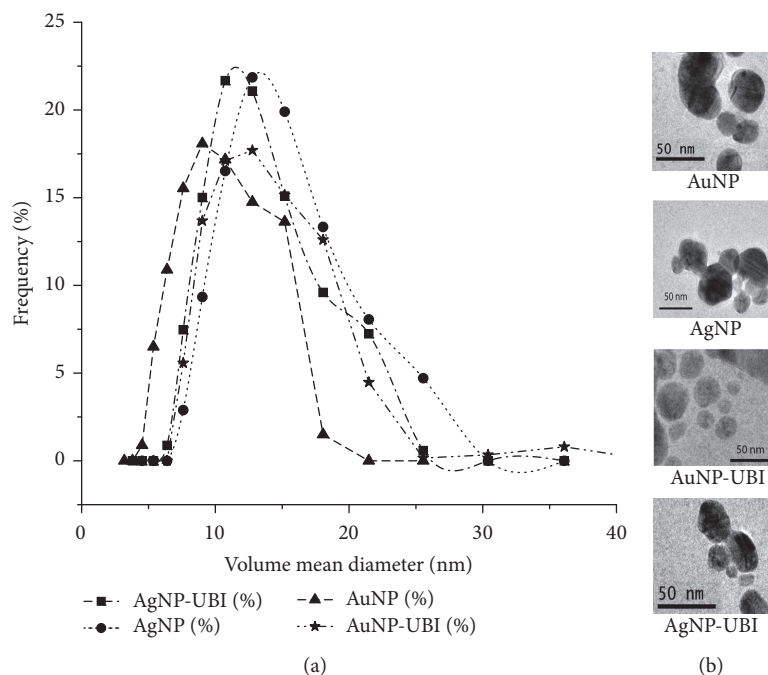 25
20
15
10
5
0
Frequency (%)
0 10 20 30 40
Volume mean diameter (nm)
AgNP-UBI (%) AuNP (%)
AgNP (%) AuNP-UBI (%)
(a)
50 nm
AuNP
50 nm
AgNP
50 nm
AuNP-UBI
50 nm
AgNP-UBI
(b)